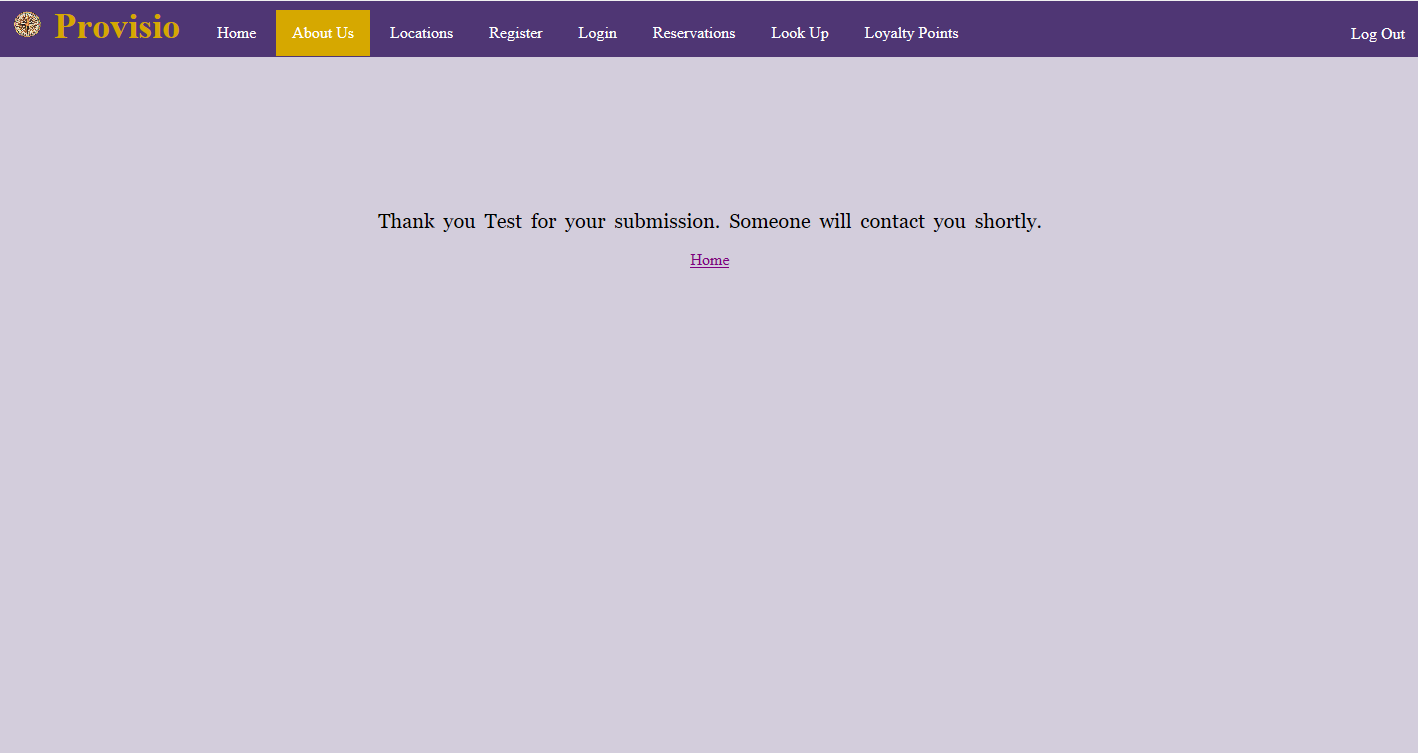 Provisio Home About Us Locations Register Login Reservations Look Up Loyalty Points Log Out
Thank you Test for your submission. Someone will contact you shortly.
Home